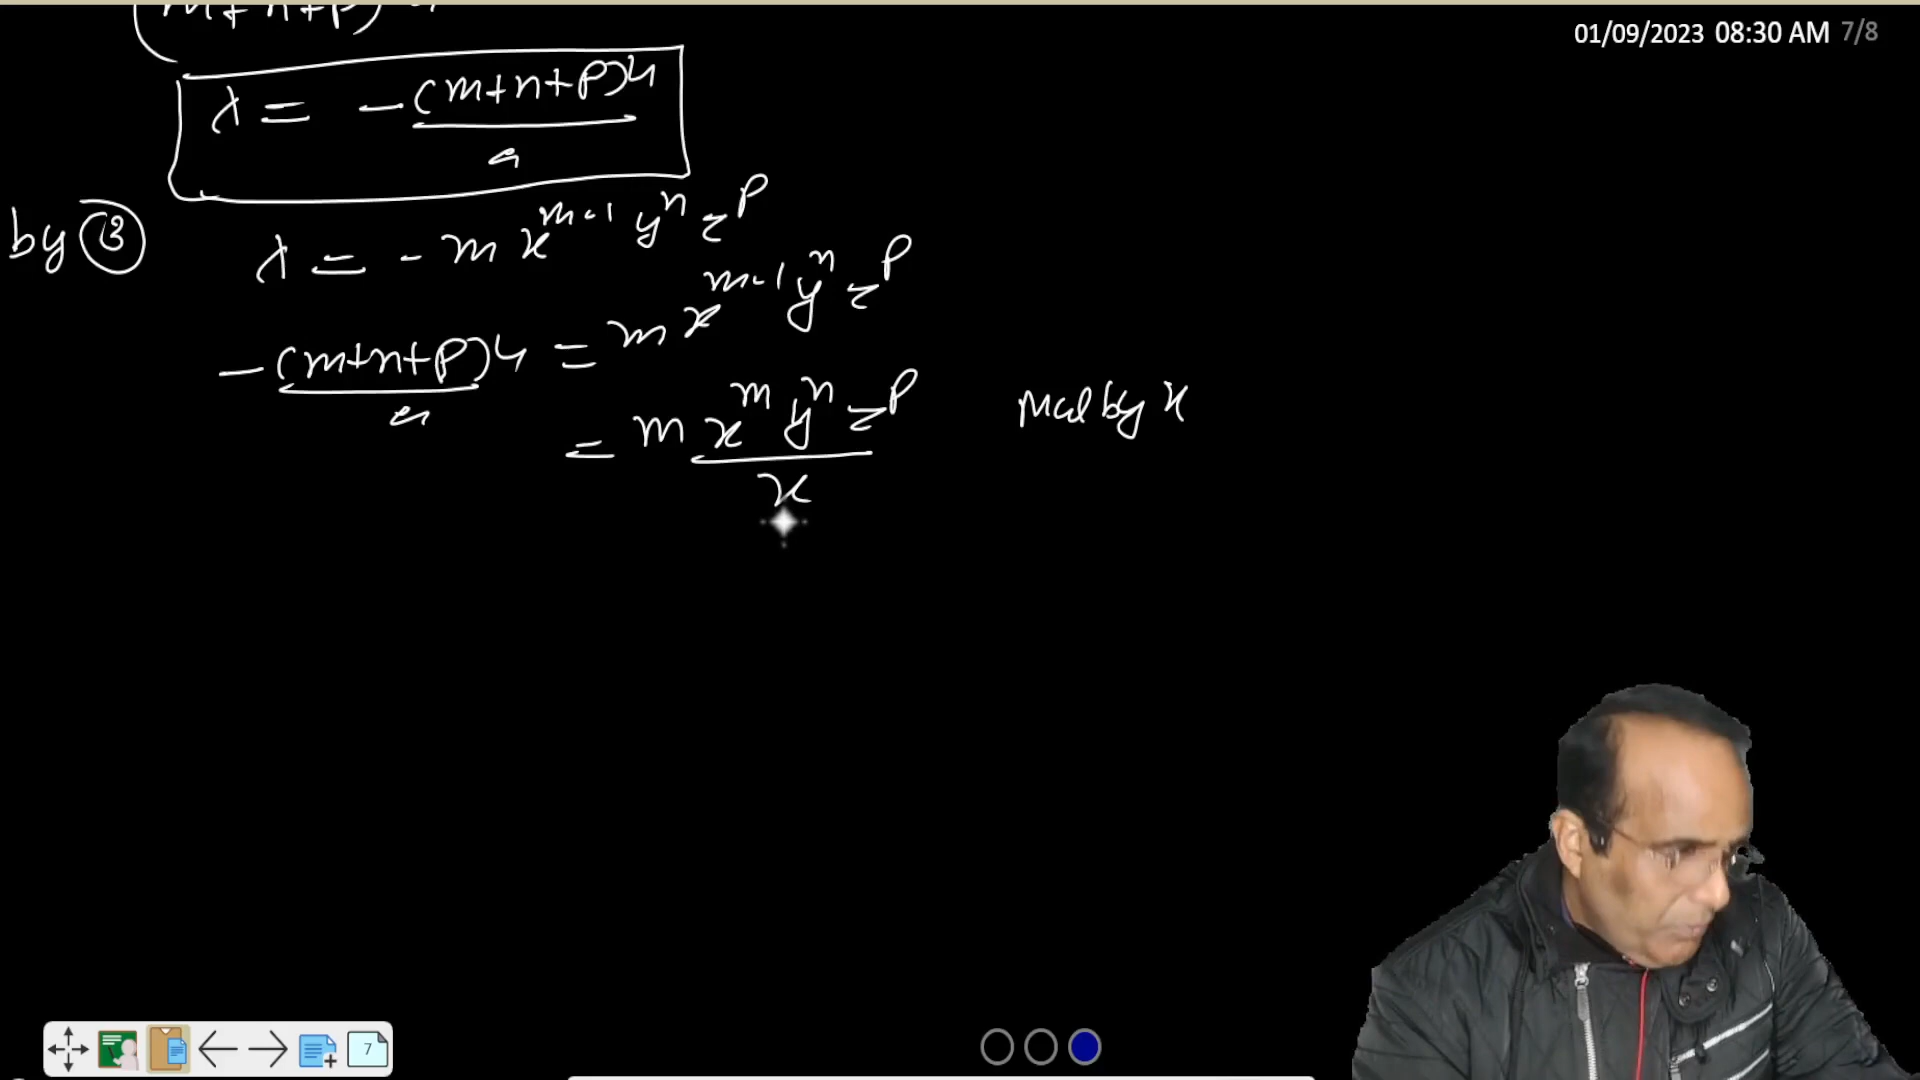 01/09/2023 08:30 AM 7/8
(m+n+p)
λ = -(m+n+p)u/a
by ③ λ = - m x^{m-1} y^n z^p
-(m+n+p)u/a = m x^{m-1} y^n z^p
= m x^m y^n z^p / x mul by x
7